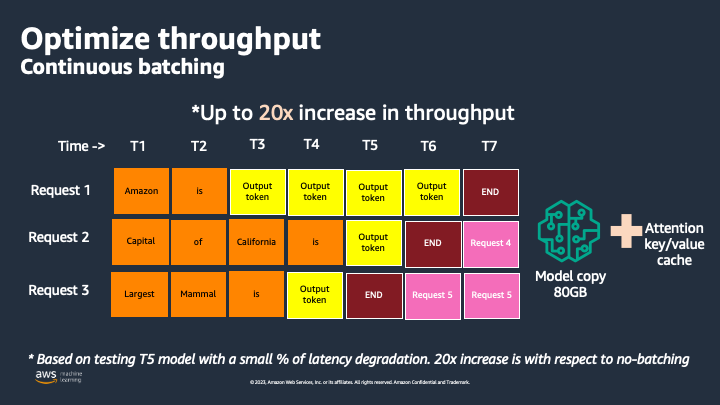 Optimize throughput
Continuous batching
*Up to 20x increase in throughput
Time -> T1 T2 T3 T4 T5 T6 T7
Request 1 Amazon is Output token Output token Output token Output token END
Request 2 Capital of California is Output token END Request 4
Request 3 Largest Mammal is Output token END Request 5 Request 5
Model copy
80GB
Attention
key/value
cache
* Based on testing T5 model with a small % of latency degradation. 20x increase is with respect to no-batching
aws machine learning
© 2023, Amazon Web Services, Inc. or its affiliates. All rights reserved. Amazon Confidential and Trademark.